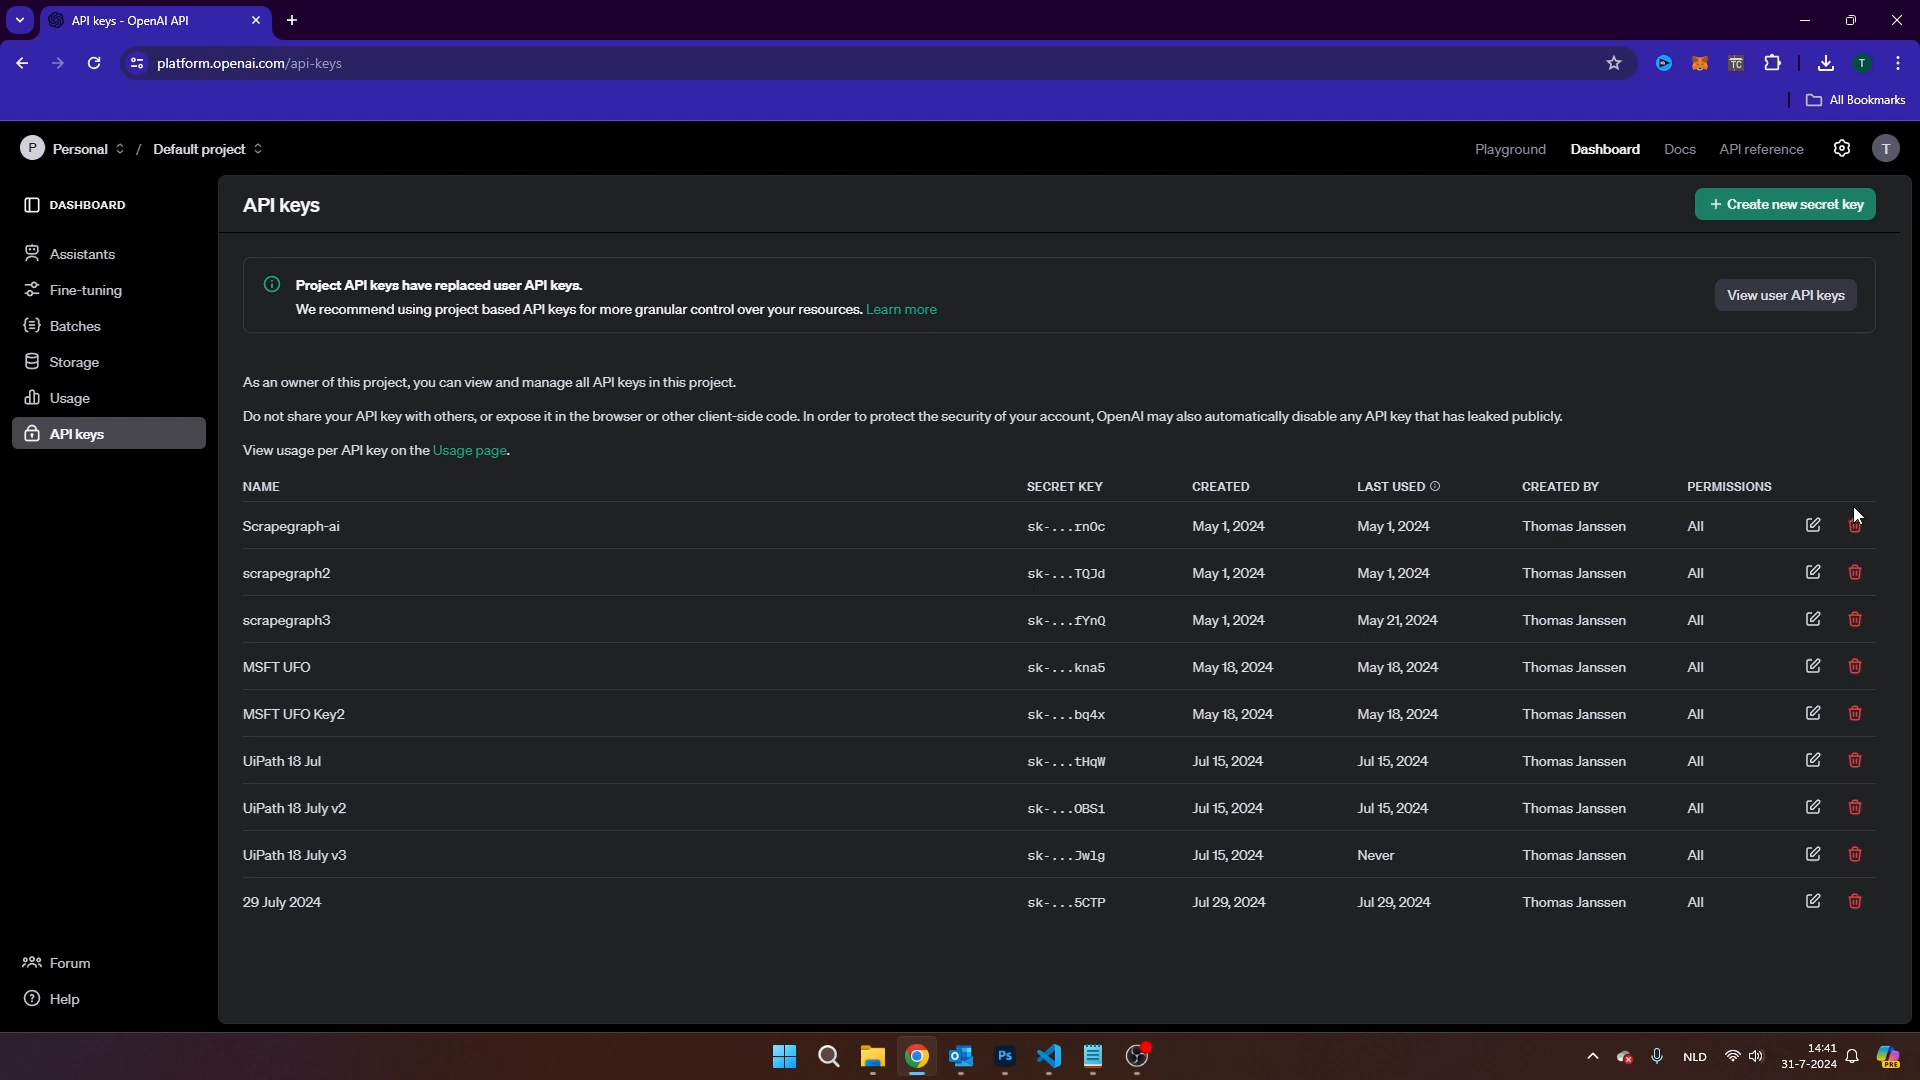 API keys - OpenAI API
platform.openai.com/api-keys
TC
T
All Bookmarks
P Personal / Default project
Playground Dashboard Docs API reference T
DASHBOARD
Assistants
Fine-tuning
Batches
Storage
Usage
API keys
Forum
Help
API keys
+ Create new secret key
Project API keys have replaced user API keys.
We recommend using project based API keys for more granular control over your resources. Learn more
View user API keys
As an owner of this project, you can view and manage all API keys in this project.
Do not share your API key with others, or expose it in the browser or other client-side code. In order to protect the security of your account, OpenAI may also automatically disable any API key that has leaked publicly.
View usage per API key on the Usage page.
NAME SECRET KEY CREATED LAST USED CREATED BY PERMISSIONS
Scrapegraph-ai sk-...rnOc May 1, 2024 May 1, 2024 Thomas Janssen All
scrapegraph2 sk-...TQJd May 1, 2024 May 1, 2024 Thomas Janssen All
scrapegraph3 sk-...fYnQ May 1, 2024 May 21, 2024 Thomas Janssen All
MSFT UFO sk-...kna5 May 18, 2024 May 18, 2024 Thomas Janssen All
MSFT UFO Key2 sk-...bq4x May 18, 2024 May 18, 2024 Thomas Janssen All
UiPath 18 Jul sk-...tHqW Jul 15, 2024 Jul 15, 2024 Thomas Janssen All
UiPath 18 July v2 sk-...OBS1 Jul 15, 2024 Jul 15, 2024 Thomas Janssen All
UiPath 18 July v3 sk-...Jwlg Jul 15, 2024 Never Thomas Janssen All
29 July 2024 sk-...5CTP Jul 29, 2024 Jul 29, 2024 Thomas Janssen All
Ps
NLD
14:41
31-7-2024
PRE